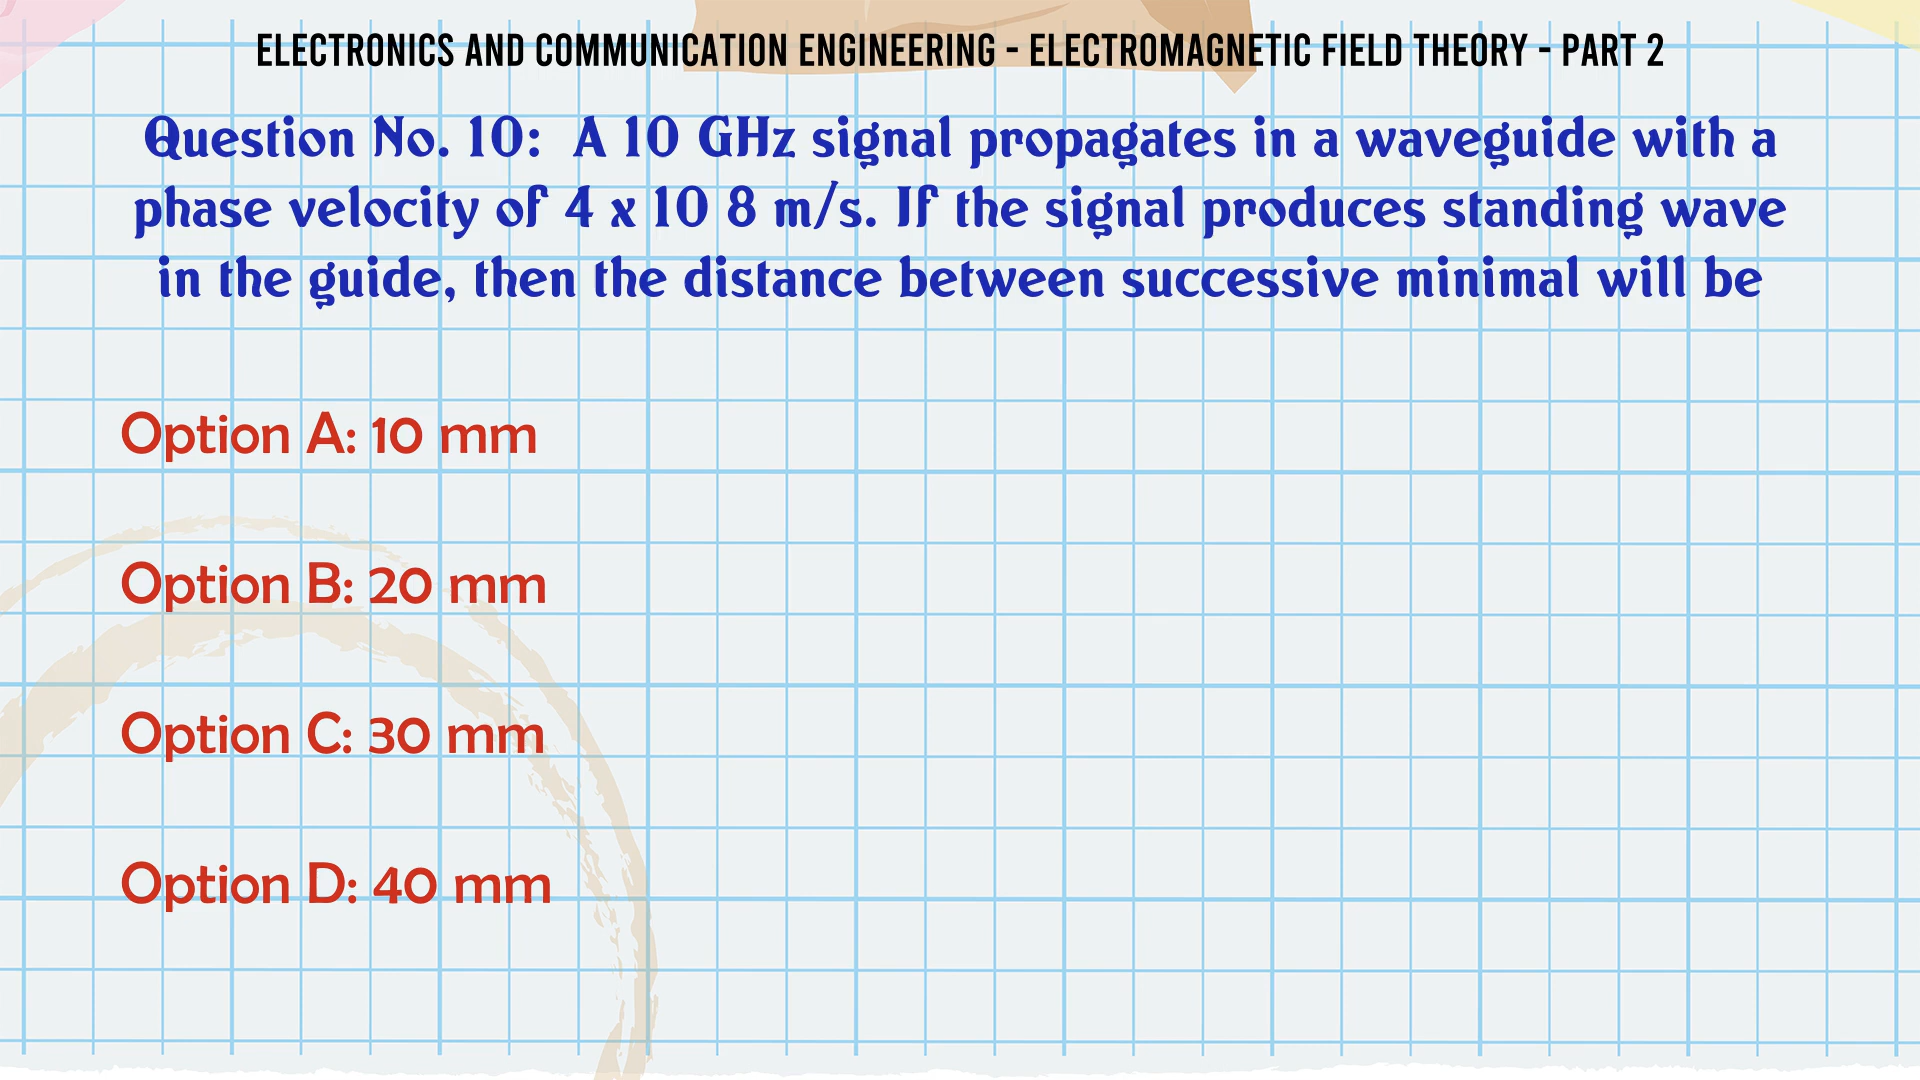 ELECTRONICS AND COMMUNICATION ENGINEERING - ELECTROMAGNETIC FIELD THEORY - PART 2
Question No. 10: A 10 GHz signal propagates in a waveguide with a
phase velocity of 4 x 10 8 m/s. If the signal produces standing wave
in the guide, then the distance between successive minimal will be
Option A: 10 mm
Option B: 20 mm
Option C: 30 mm
Option D: 40 mm